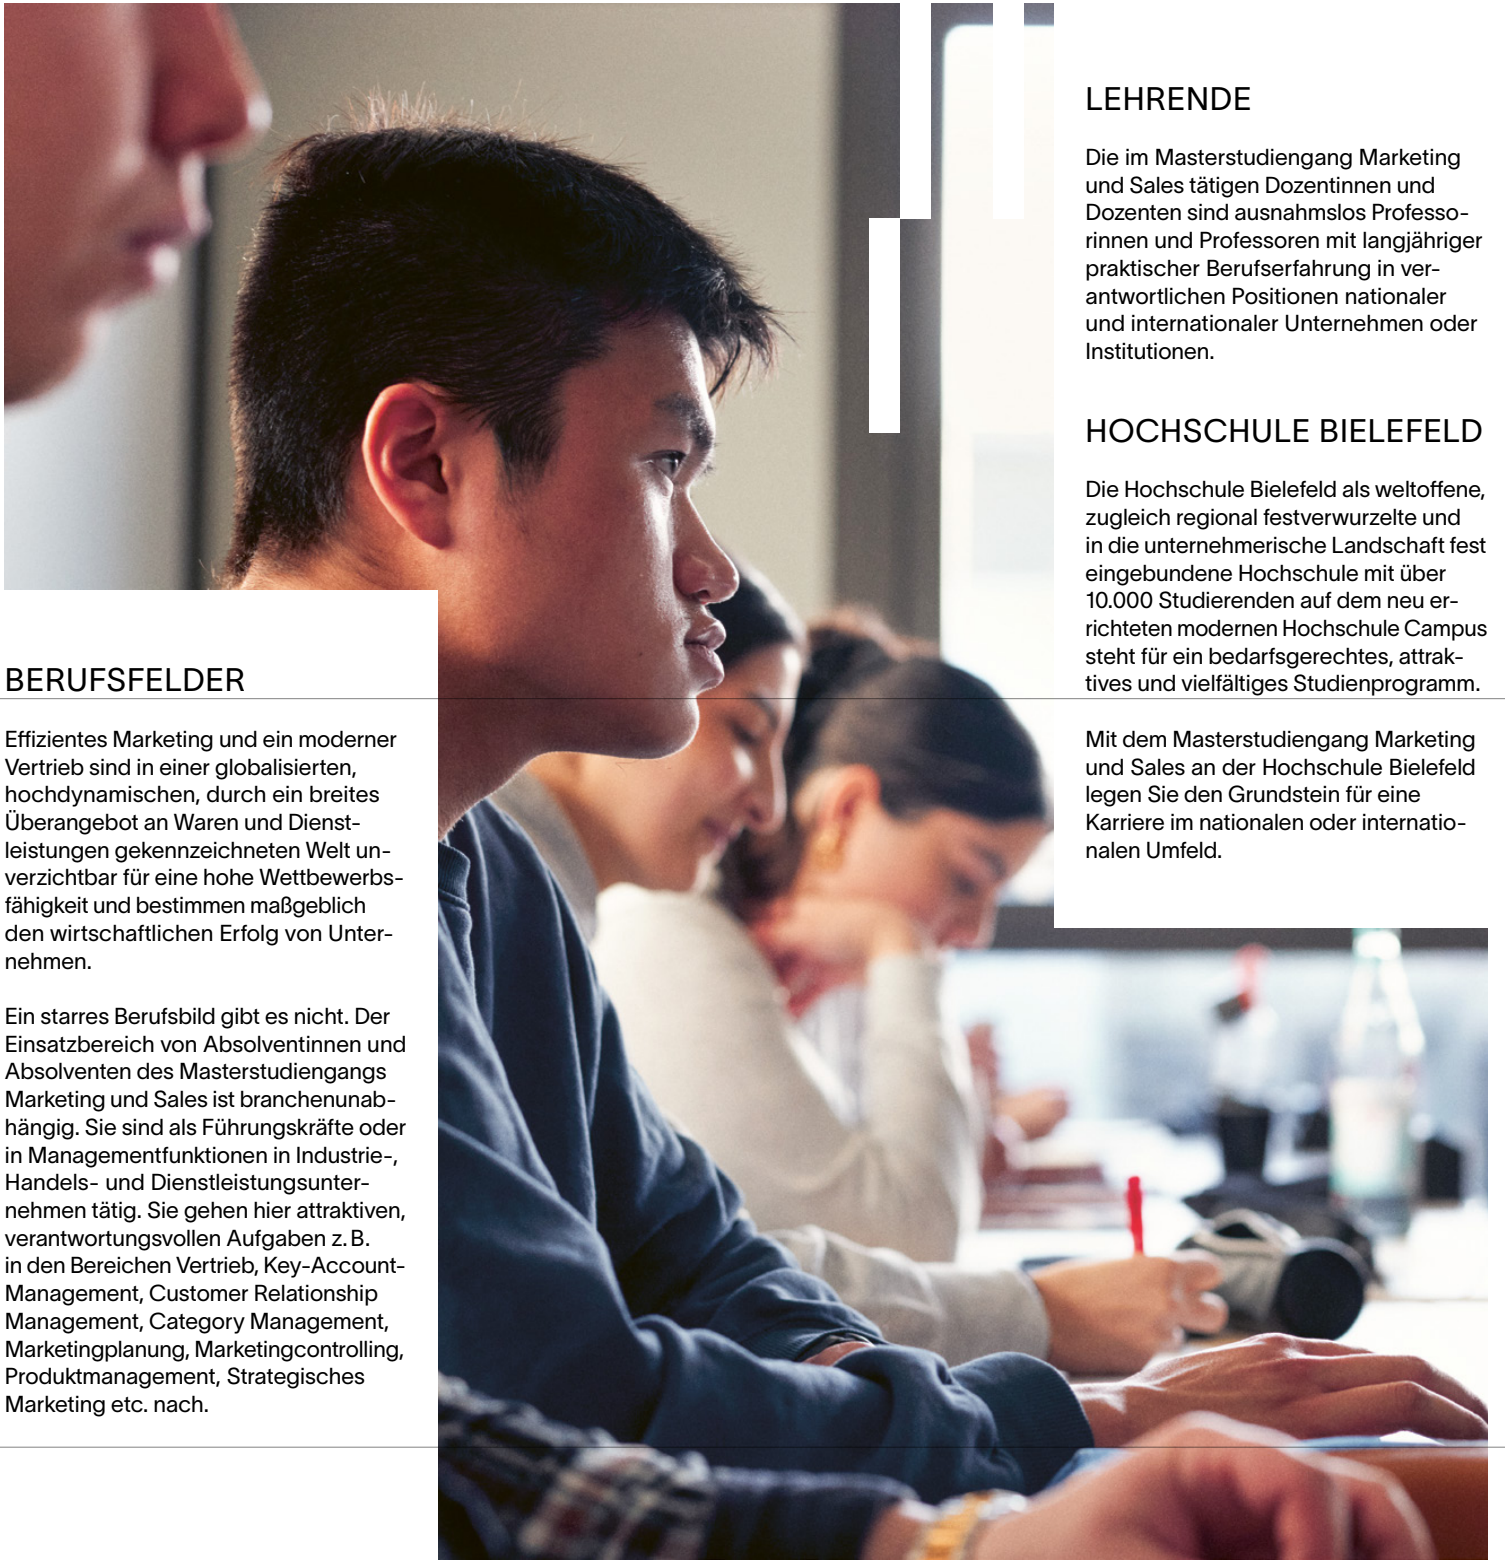 BERUFSFELDER
Effizientes Marketing und ein moderner
Vertrieb sind in einer globalisierten,
hochdynamischen, durch ein breites
Überangebot an Waren und Dienst-
leistungen gekennzeichneten Welt un-
verzichtbar für eine hohe Wettbewerbs-
fähigkeit und bestimmen maßgeblich
den wirtschaftlichen Erfolg von Unter-
nehmen.
Ein starres Berufsbild gibt es nicht. Der
Einsatzbereich von Absolventinnen und
Absolventen des Masterstudiengangs
Marketing und Sales ist branchenunab-
hängig. Sie sind als Führungskräfte oder
in Managementfunktionen in Industrie-,
Handels- und Dienstleistungsunter-
nehmen tätig. Sie gehen hier attraktiven,
verantwortungsvollen Aufgaben z. B.
in den Bereichen Vertrieb, Key-Account-
Management, Customer Relationship
Management, Category Management,
Marketingplanung, Marketingcontrolling,
Produktmanagement, Strategisches
Marketing etc. nach.
LEHRENDE
Die im Masterstudiengang Marketing
und Sales tätigen Dozentinnen und
Dozenten sind ausnahmslos Professo-
rinnen und Professoren mit langjähriger
praktischer Berufserfahrung in ver-
antwortlichen Positionen nationaler
und internationaler Unternehmen oder
Institutionen.
HOCHSCHULE BIELEFELD
Die Hochschule Bielefeld als weltoffene,
zugleich regional festverwurzelte und
in die unternehmerische Landschaft fest
eingebundene Hochschule mit über
10.000 Studierenden auf dem neu er-
richteten modernen Hochschule Campus
steht für ein bedarfsgerechtes, attrak-
tives und vielfältiges Studienprogramm.
Mit dem Masterstudiengang Marketing
und Sales an der Hochschule Bielefeld
legen Sie den Grundstein für eine
Karriere im nationalen oder internatio-
nalen Umfeld.